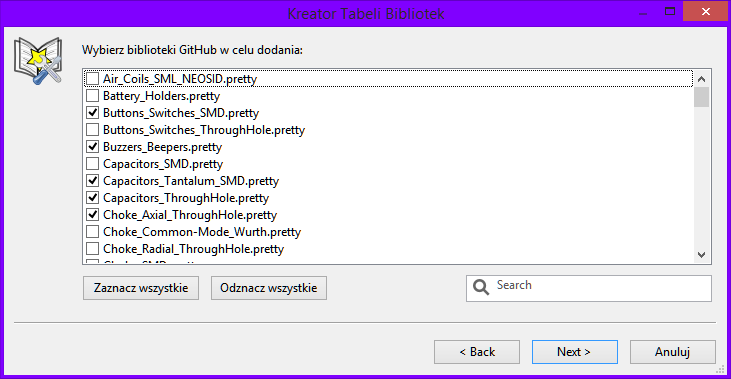 Kreator Tabeli Bibliotek
Wybierz biblioteki GitHub w celu dodania:
Air_Coils_SML_NEOSID.pretty
Battery_Holders.pretty
Buttons_Switches_SMD.pretty
Buttons_Switches_ThroughHole.pretty
Buzzers_Beepers.pretty
Capacitors_SMD.pretty
Capacitors_Tantalum_SMD.pretty
Capacitors_ThroughHole.pretty
Choke_Axial_ThroughHole.pretty
Choke_Common-Mode_Wurth.pretty
Choke_Radial_ThroughHole.pretty
Zaznacz wszystkie
Odznacz wszystkie
Search
< Back
Next >
Anuluj